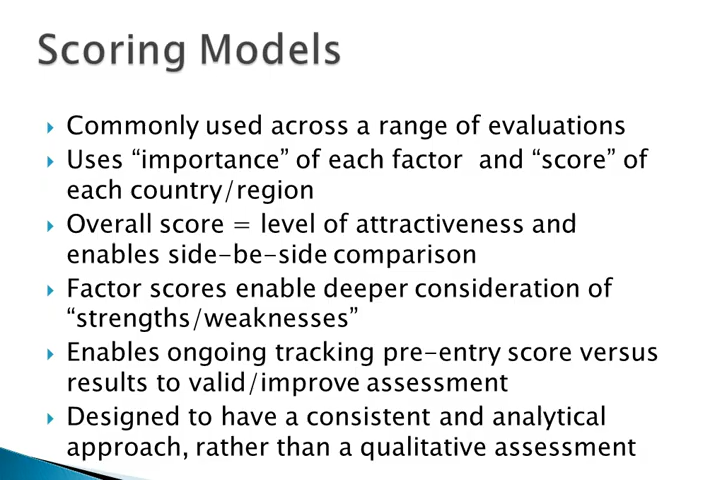 Scoring Models
Commonly used across a range of evaluations
Uses “importance” of each factor and “score” of
each country/region
Overall score = level of attractiveness and
enables side-be-side comparison
Factor scores enable deeper consideration of
“strengths/weaknesses”
Enables ongoing tracking pre-entry score versus
results to valid/improve assessment
Designed to have a consistent and analytical
approach, rather than a qualitative assessment